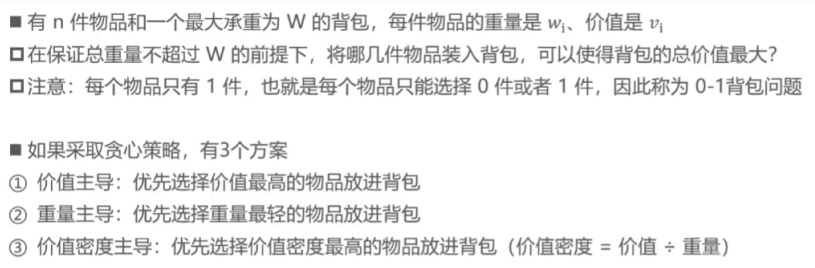 ■ 有 n 件物品和一个最大承重为 W 的背包，每件物品的重量是 wᵢ、价值是 vᵢ
□ 在保证总重量不超过 W 的前提下，将哪几件物品装入背包，可以使得背包的总价值最大？
□ 注意：每个物品只有 1 件，也就是每个物品只能选择 0 件或者 1 件，因此称为 0-1背包问题
■ 如果采取贪心策略，有3个方案
① 价值主导：优先选择价值最高的物品放进背包
② 重量主导：优先选择重量最轻的物品放进背包
③ 价值密度主导：优先选择价值密度最高的物品放进背包（价值密度 = 价值 ÷ 重量）